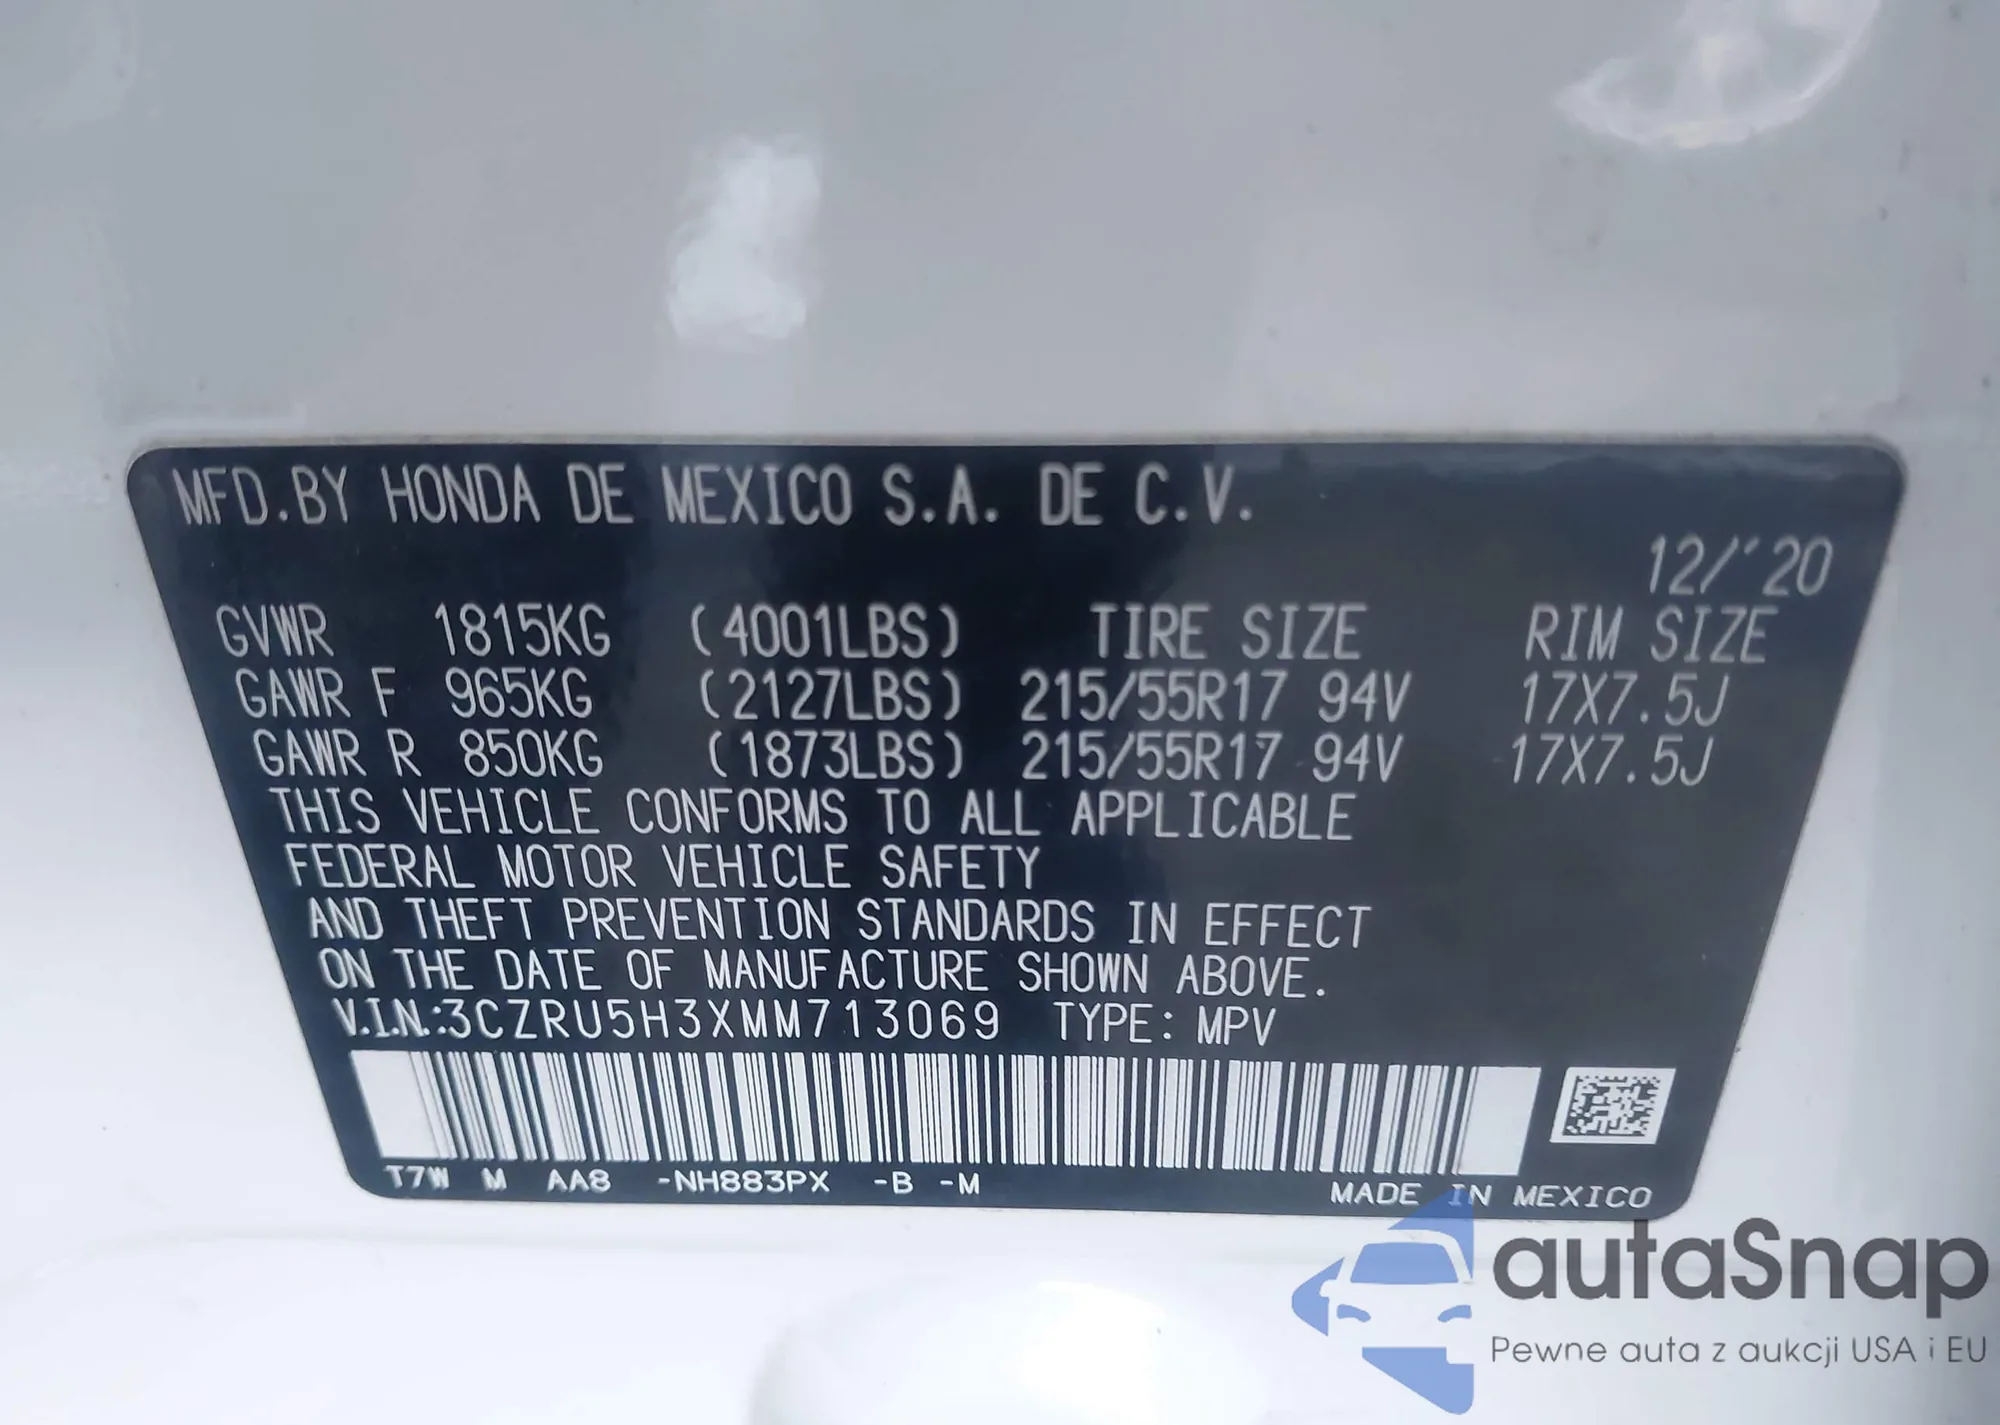 MFD.BY HONDA DE MEXICO S.A. DE C.V.
12/'20
GVWR 1815KG (4001LBS) TIRE SIZE RIM SIZE
GAWR F 965KG (2127LBS) 215/55R17 94V 17X7.5J
GAWR R 850KG (1873LBS) 215/55R17 94V 17X7.5J
THIS VEHICLE CONFORMS TO ALL APPLICABLE
FEDERAL MOTOR VEHICLE SAFETY
AND THEFT PREVENTION STANDARDS IN EFFECT
ON THE DATE OF MANUFACTURE SHOWN ABOVE.
V.I.N.:3CZRU5H3XMM713069 TYPE: MPV
T7W M AA8 -NH883PX -B -M
MADE IN MEXICO
autaSnap
Pewne auta z aukcji USA i EU